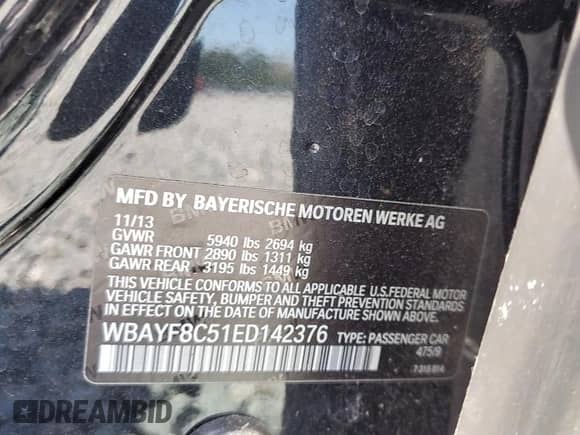 MFD BY BAYERISCHE MOTOREN WERKE AG
11/13
GVWR 5940 lbs 2694 kg
GAWR FRONT 2890 lbs 1311 kg
GAWR REAR 3195 lbs 1449 kg
THIS VEHICLE CONFORMS TO ALL APPLICABLE U.S.FEDERAL MOTOR
VEHICLE SAFETY, BUMPER, AND THEFT PREVENTION STANDARDS
IN EFFECT ON THE DATE OF MANUFACTURE SHOWN ABOVE.
WBAYF8C51ED142376 TYPE: PASSENGER CAR
475/9
DREAMBID